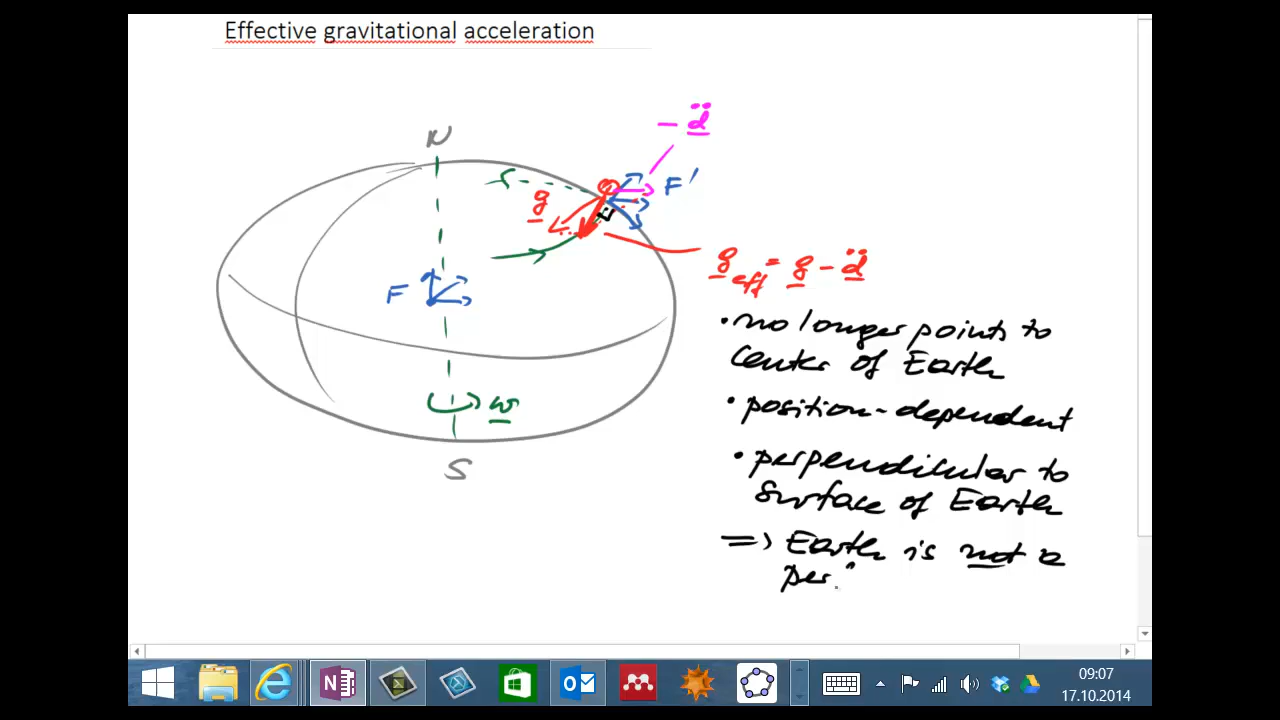 Effective gravitational acceleration
N
- d̈
F'
g
g_eff = g - d̈
F
• no longer points to
center of Earth
• position-dependent
ω
• perpendicular to
surface of Earth
S
=> Earth is not a
per
09:07
17.10.2014